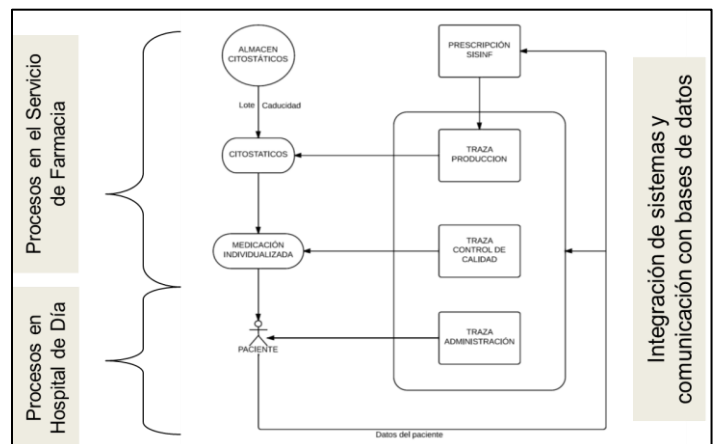 Procesos en el Servicio
de Farmacia
Procesos en
Hospital de Día
ALMACEN
CITOSTÁTICOS
Lote
Caducidad
CITOSTATICOS
MEDICACIÓN
INDIVIDUALIZADA
PACIENTE
PRESCRIPCIÓN
SISINF
TRAZA
PRODUCCION
TRAZA
CONTROL DE
CALIDAD
TRAZA
ADMINISTRACIÓN
Datos del paciente
Integración de sistemas y
comunicación con bases de datos